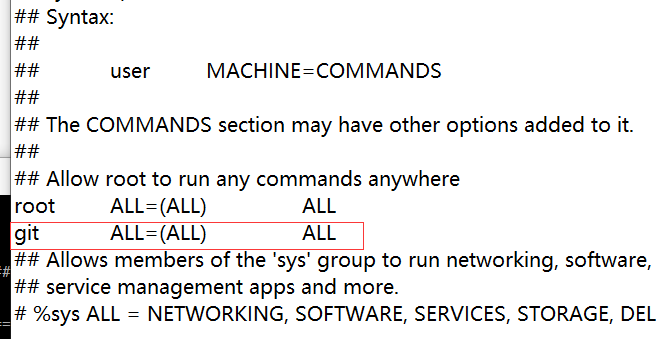 ## Syntax:
##
## user MACHINE=COMMANDS
##
## The COMMANDS section may have other options added to it.
##
## Allow root to run any commands anywhere
root ALL=(ALL) ALL
git ALL=(ALL) ALL
## Allows members of the 'sys' group to run networking, software,
## service management apps and more.
# %sys ALL = NETWORKING, SOFTWARE, SERVICES, STORAGE, DEL